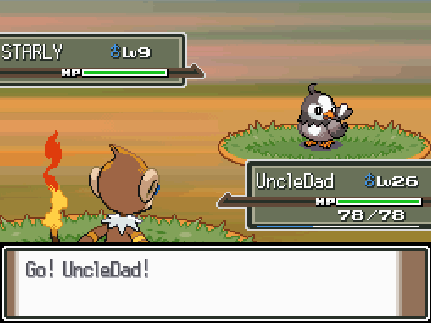 STARLY ♂Lv9
HP
UncleDad ♂Lv26
HP
78/78
Go! UncleDad!